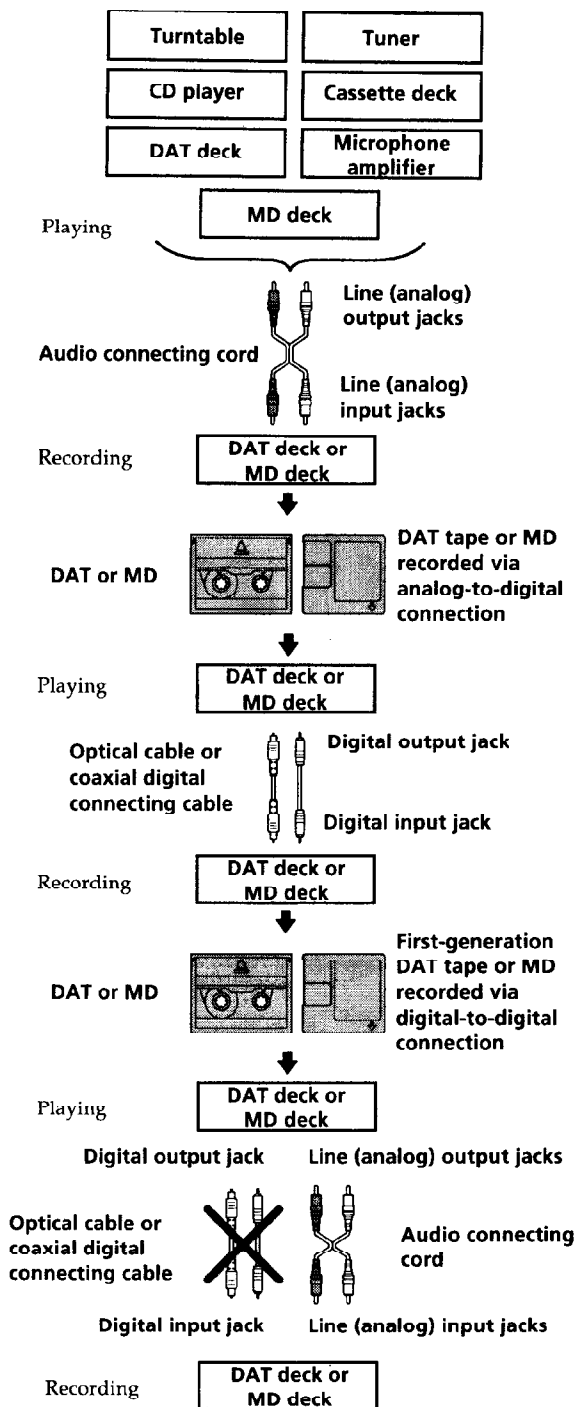 Turntable
Tuner
CD player
Cassette deck
DAT deck
Microphone
amplifier
MD deck
Playing
Line (analog)
output jacks
Audio connecting cord
Line (analog)
input jacks
Recording
DAT deck or
MD deck
DAT or MD
DAT tape or MD
recorded via
analog-to-digital
connection
Playing
DAT deck or
MD deck
Optical cable or
coaxial digital
connecting cable
Digital output jack
Digital input jack
Recording
DAT deck or
MD deck
DAT or MD
First-generation
DAT tape or MD
recorded via
digital-to-digital
connection
Playing
DAT deck or
MD deck
Digital output jack
Line (analog) output jacks
Optical cable or
coaxial digital
connecting cable
Audio connecting
cord
Digital input jack
Line (analog) input jacks
Recording
DAT deck or
MD deck